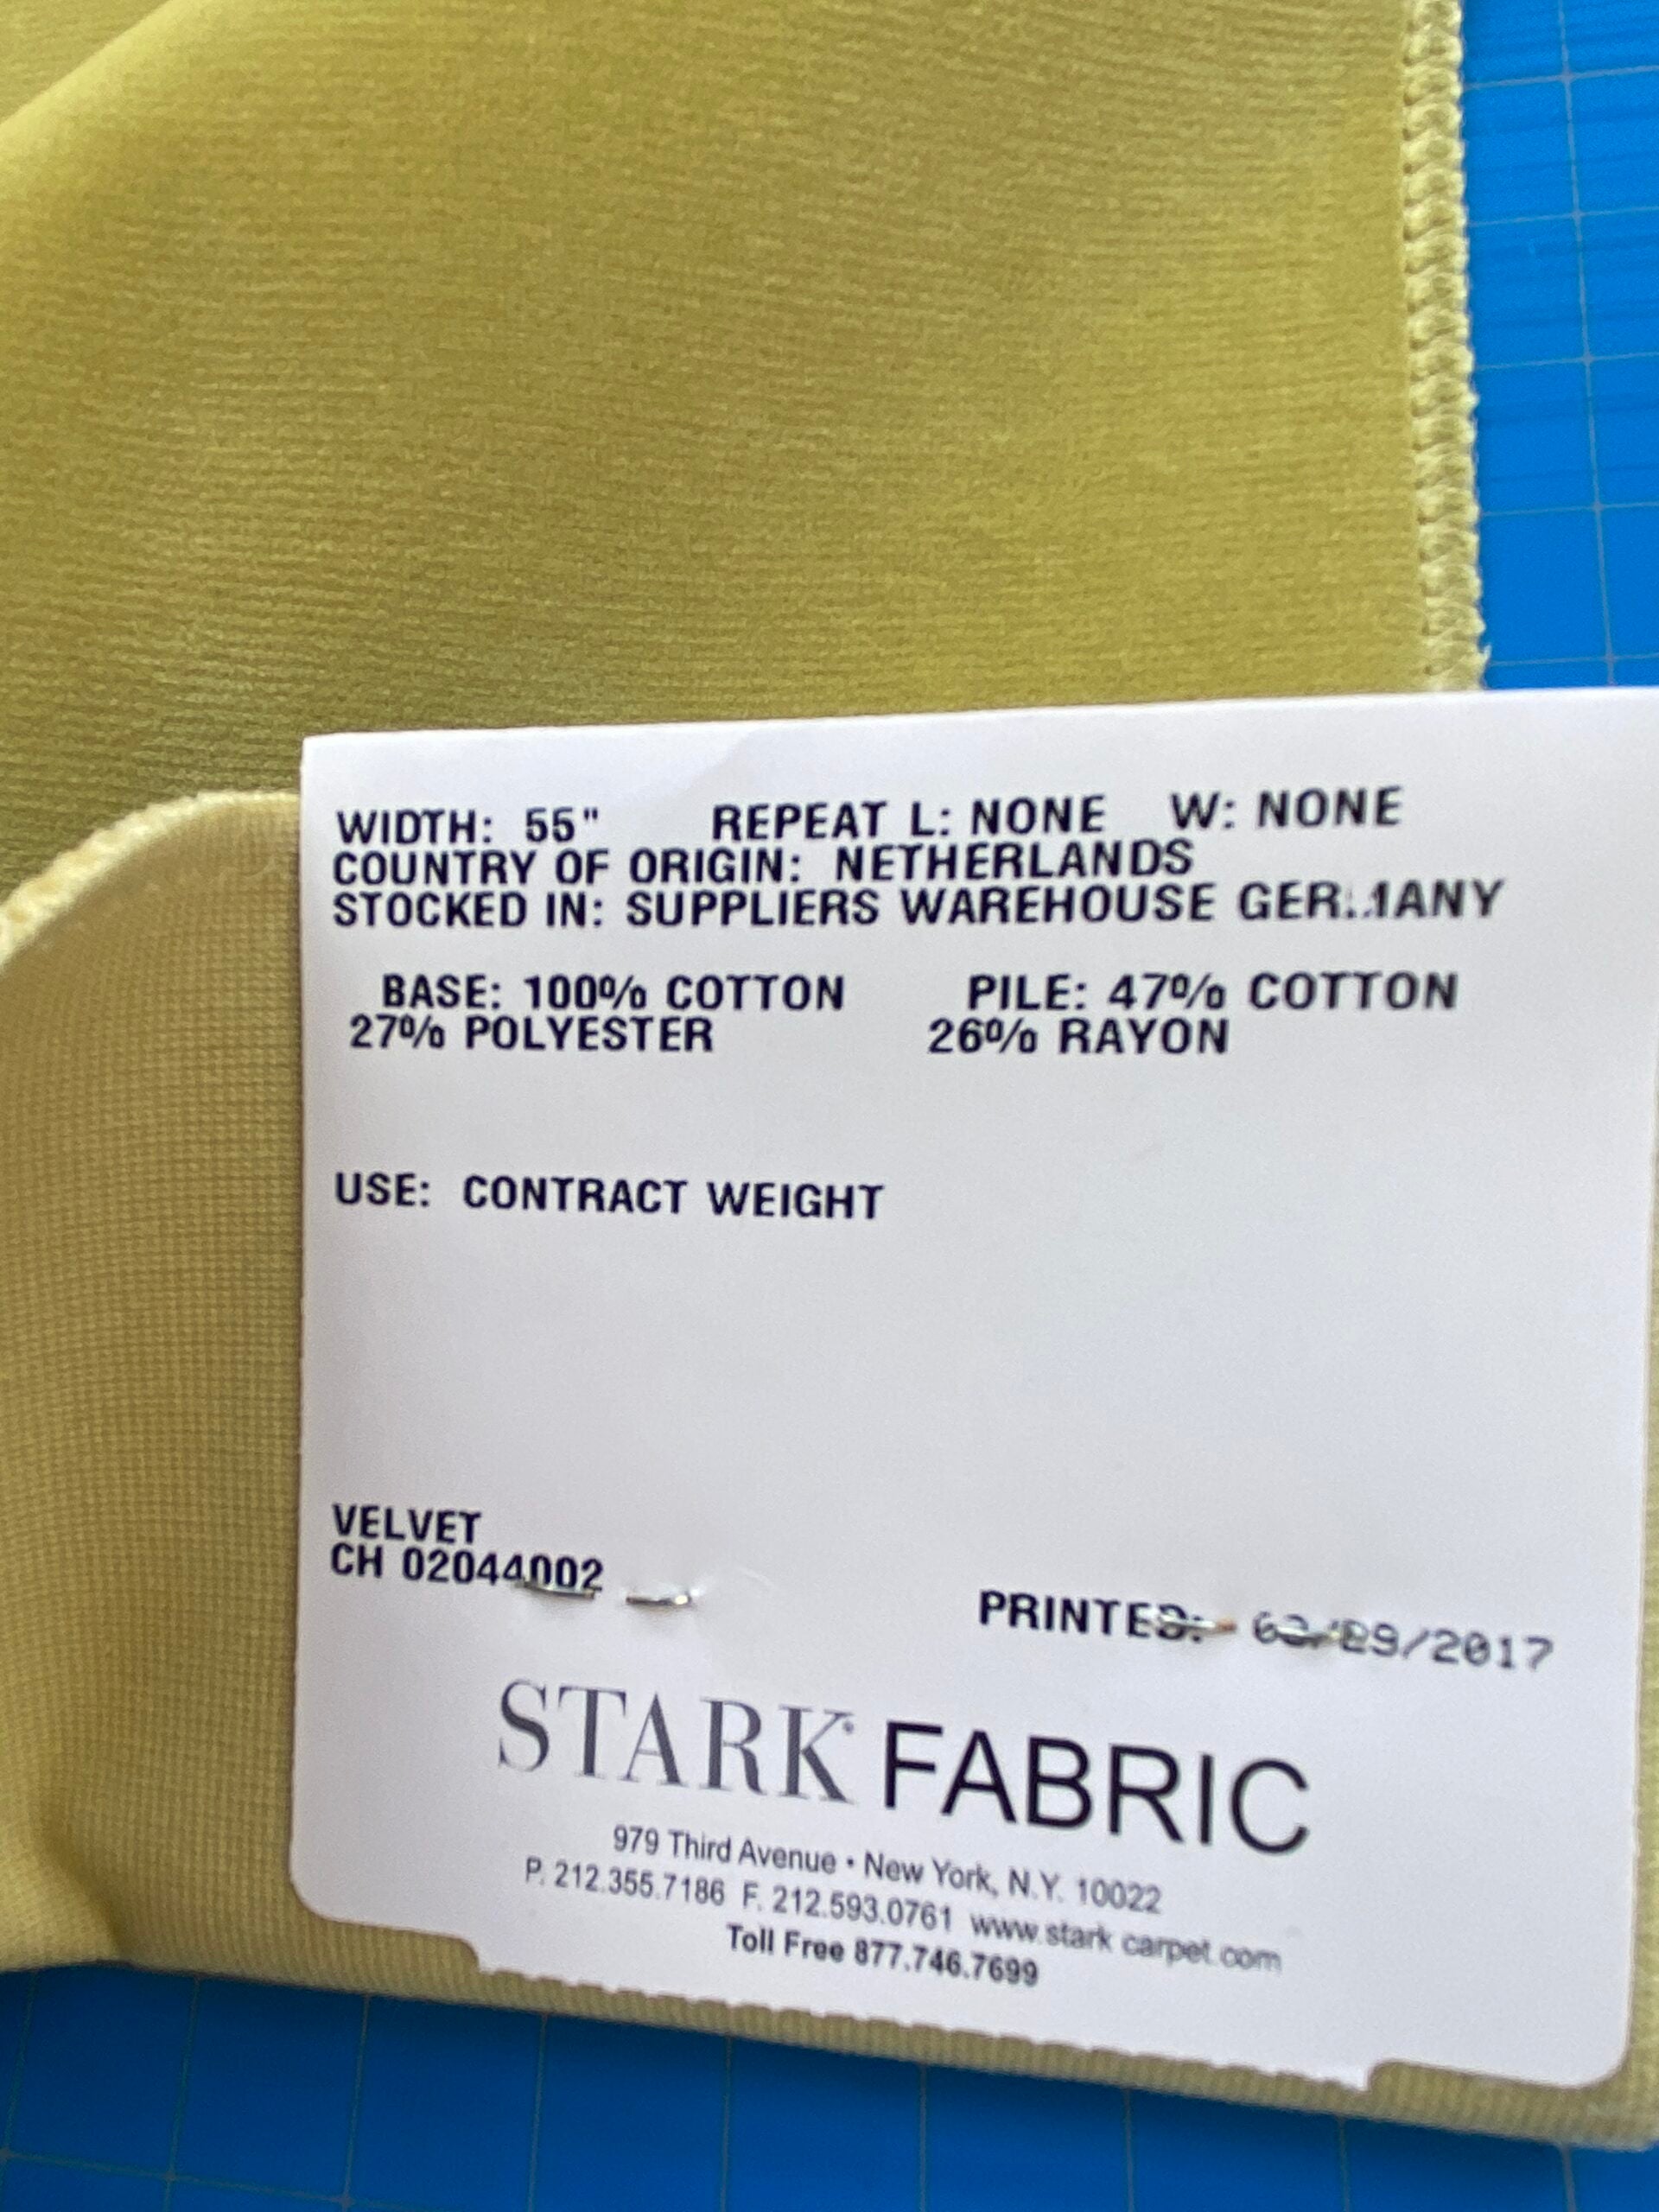 WIDTH: 55" REPEAT L: NONE W: NONE
COUNTRY OF ORIGIN: NETHERLANDS
STOCKED IN: SUPPLIERS WAREHOUSE GERMANY
BASE: 100% COTTON PILE: 47% COTTON
27% POLYESTER 26% RAYON
USE: CONTRACT WEIGHT
VELVET
CH 02044002
PRINTED:
STARK FABRIC
979 Third Avenue • New York, N.Y. 10022
P. 212.355.7186 F. 212.593.0761 www.stark carpet.com
Toll Free 877.746.7699